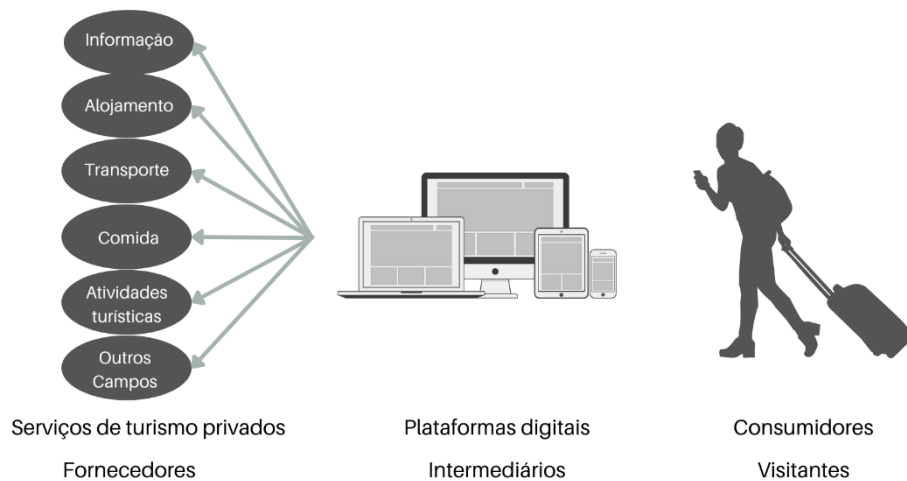 Informação
Alojamento
Transporte
Comida
Atividades
turísticas
Outros
Campos
Serviços de turismo privados
Plataformas digitais
Consumidores
Fornecedores
Intermediários
Visitantes